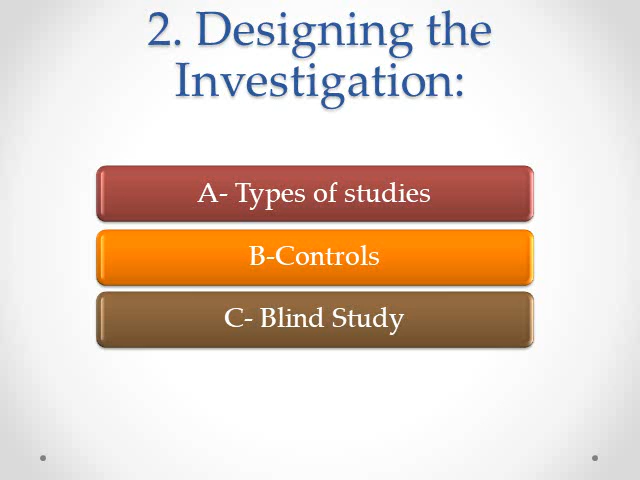 2. Designing the
Investigation:
A- Types of studies
B-Controls
C- Blind Study